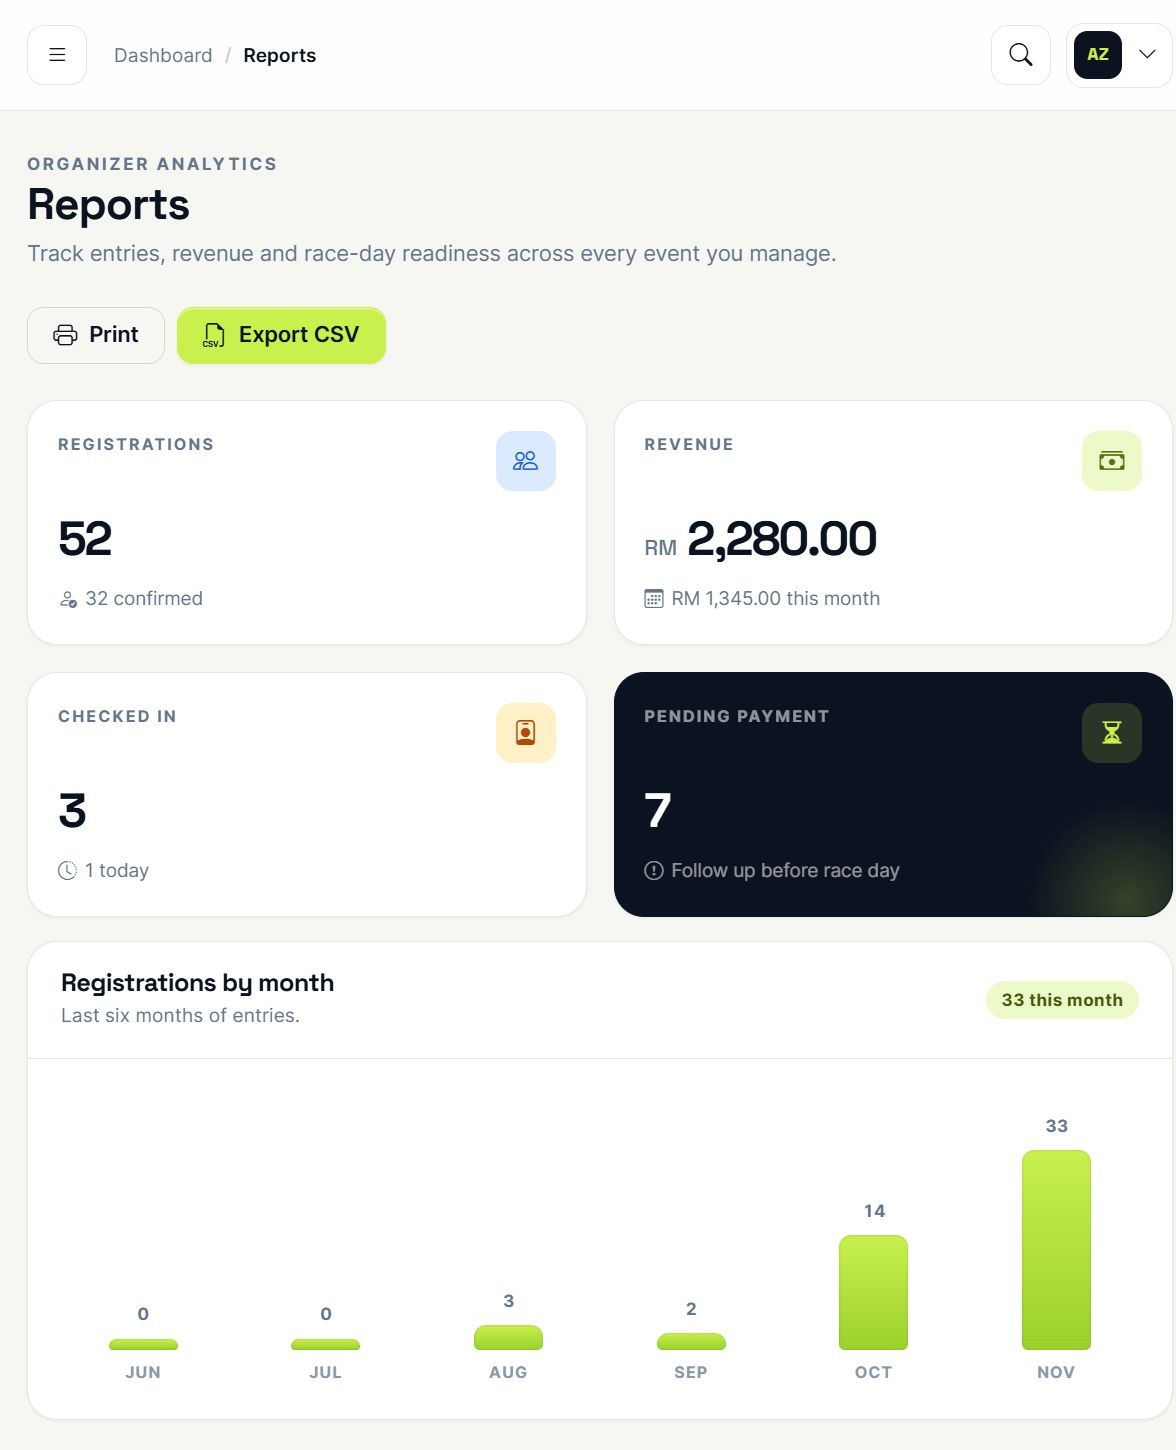 Dashboard / Reports
AZ
ORGANIZER ANALYTICS
Reports
Track entries, revenue and race-day readiness across every event you manage.
Print
CSV Export CSV
REGISTRATIONS
52
32 confirmed
REVENUE
RM 2,280.00
RM 1,345.00 this month
CHECKED IN
3
1 today
PENDING PAYMENT
7
Follow up before race day
Registrations by month
Last six months of entries.
33 this month
0 0 3 2 14 33
JUN JUL AUG SEP OCT NOV